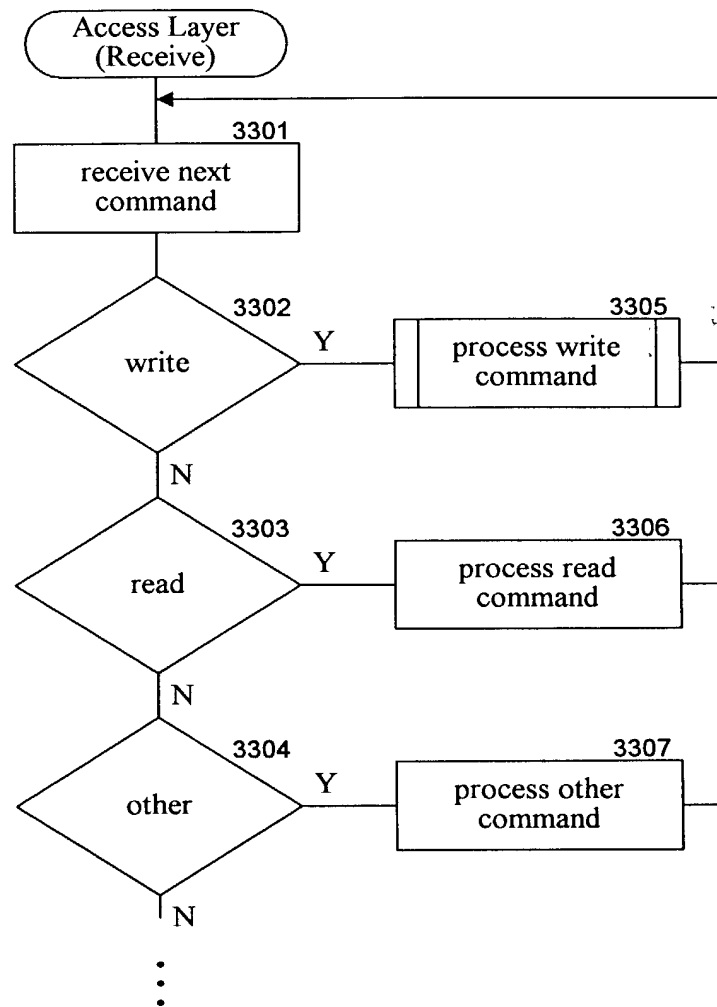 Access Layer
(Receive)
3301
receive next
command
3302
write
Y
3305
process write
command
N
3303
read
Y
3306
process read
command
N
3304
other
Y
3307
process other
command
N